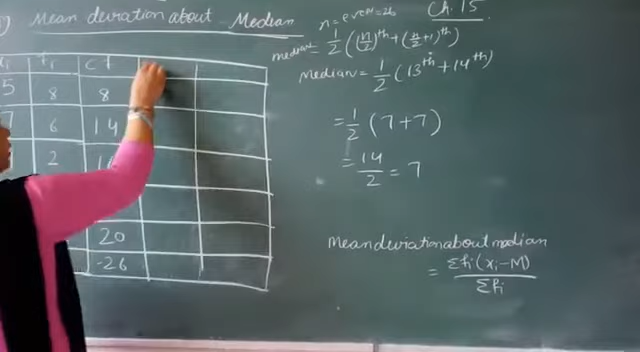 Mean deviation about Median
n = even = 26
Ch. 15
median = 1/2 ((n/2)th + (n/2 + 1)th)
Median = 1/2 (13th + 14th)
= 1/2 (7+7)
= 14/2 = 7
xi fi cf
5 8 8
6 14
2
20
26
Mean deviation about median
= Σfi(xi-M)/Σfi